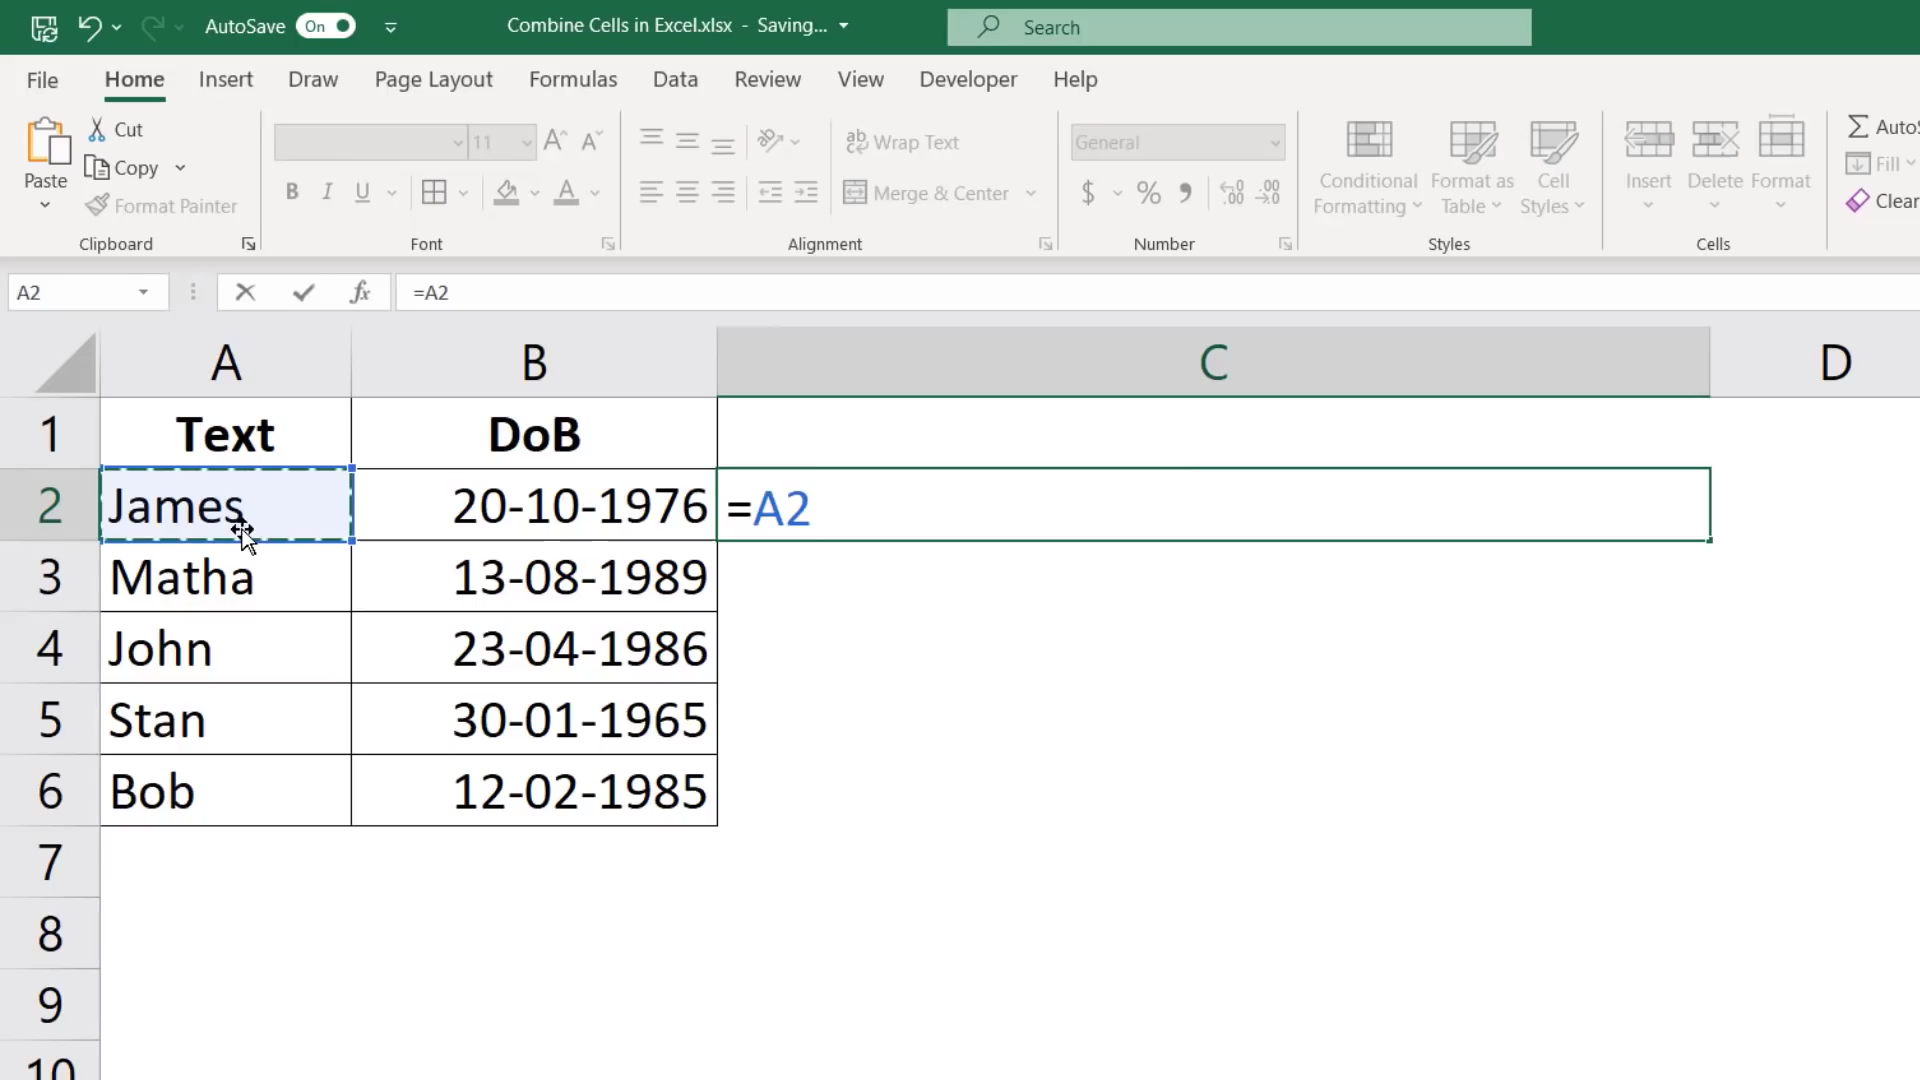 AutoSave On Combine Cells in Excel.xlsx - Saving... Search
File Home Insert Draw Page Layout Formulas Data Review View Developer Help
Paste
Cut
Copy
Format Painter
Clipboard
11
B I U
A
Font
ab Wrap Text
Merge & Center
Alignment
General
$ % ,
Number
Conditional Formatting
Format as Table
Cell Styles
Styles
Insert Delete Format
Cells
Σ AutoS
Fill
Clear
A2 fx =A2
A B C D
1 Text DoB
2 James 20-10-1976 =A2
3 Matha 13-08-1989
4 John 23-04-1986
5 Stan 30-01-1965
6 Bob 12-02-1985
7
8
9
10